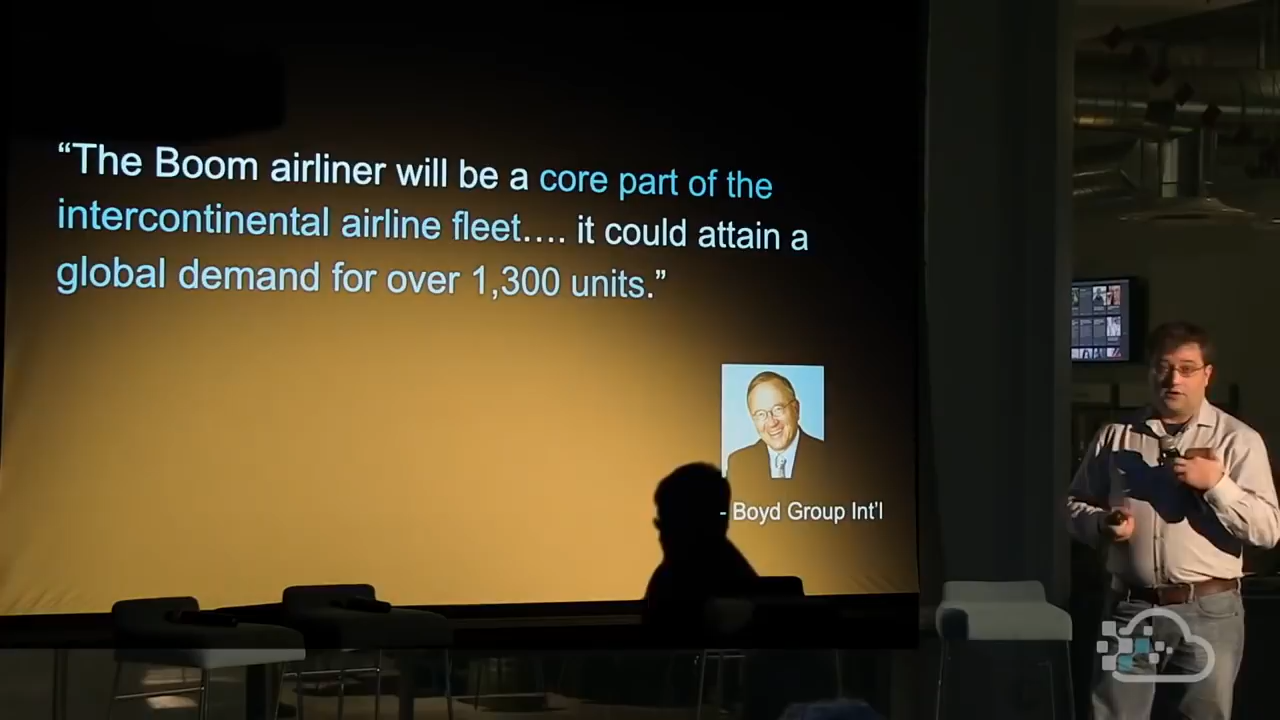 “The Boom airliner will be a core part of the
intercontinental airline fleet.... it could attain a
global demand for over 1,300 units.”
- Boyd Group Int'l